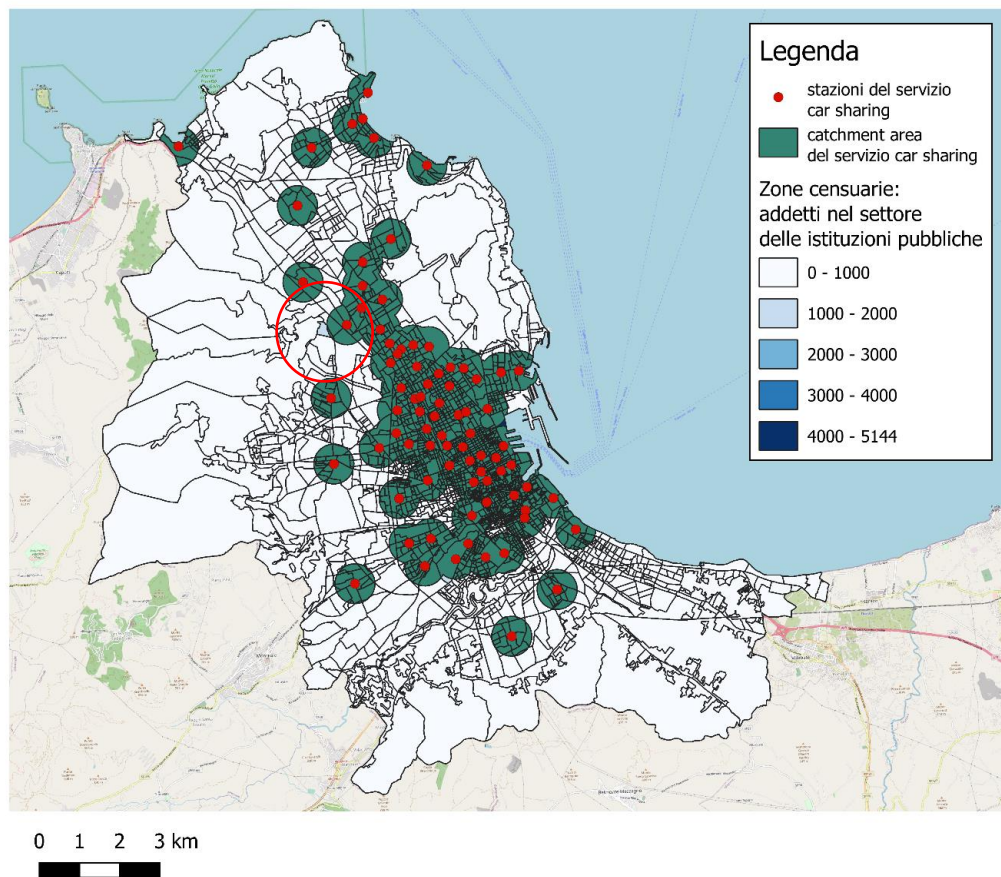 Legenda
stazioni del servizio
car sharing
catchment area
del servizio car sharing
Zone censuarie:
addetti nel settore
delle istituzioni pubbliche
0 - 1000
1000 - 2000
2000 - 3000
3000 - 4000
4000 - 5144
0 1 2 3 km